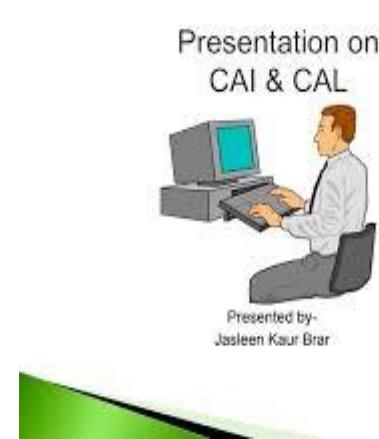 Presentation on
CAI & CAL
Presented by-
Jasleen Kaur Brar